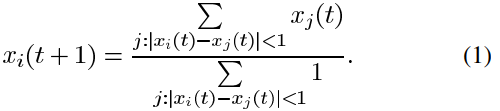 x_i(t + 1) = \frac{\sum_{j:|x_i(t)-x_j(t)|<1} x_j(t)}{\sum_{j:|x_i(t)-x_j(t)|<1} 1}. (1)